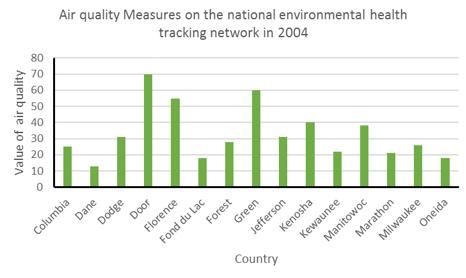 Air quality Measures on the national environmental health
tracking network in 2004
Value of air quality
80
70
60
50
40
30
20
10
0
Columbia
Dane
Dodge
Door
Florence
Fond du Lac
Forest
Green
Jefferson
Kenosha
Kewaunee
Manitowoc
Marathon
Milwaukee
Oneida
Country